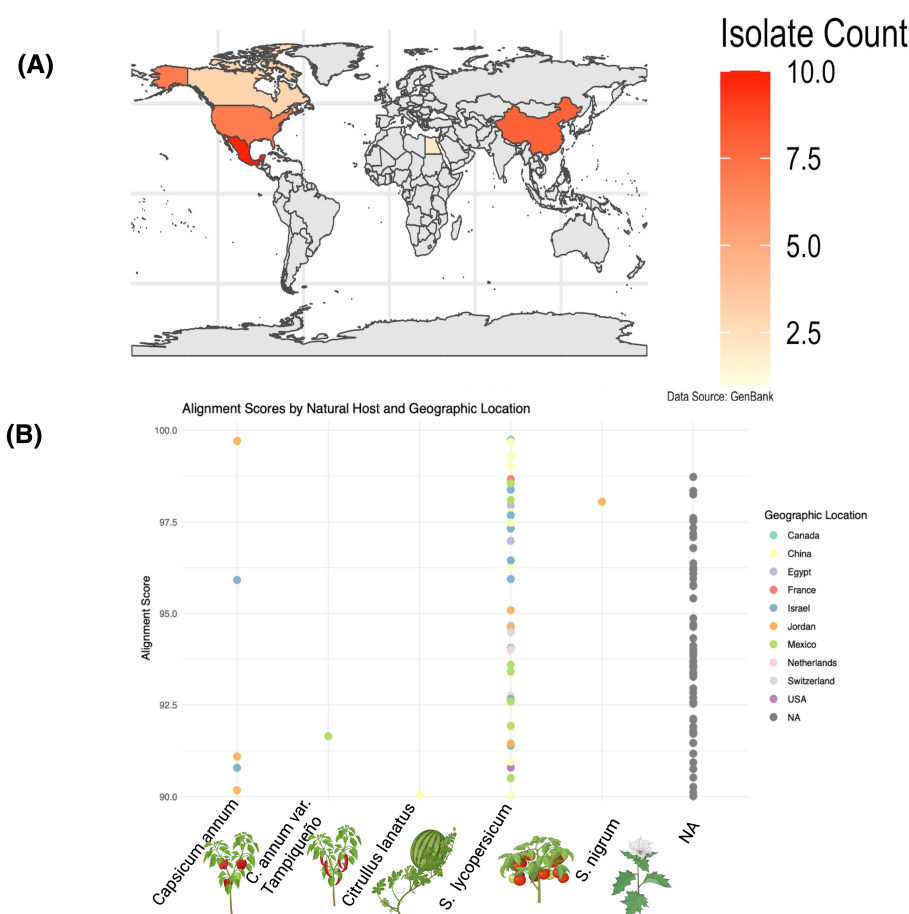 (A)
Isolate Count
10.0
7.5
5.0
2.5
Data Source: GenBank
(B)
Alignment Scores by Natural Host and Geographic Location
Alignment Score
100.0
97.5
95.0
92.5
90.0
Capsicum annum
C. annum var.
Tampiqueño
Citrullus lanatus
S. lycopersicum
S. nigrum
NA
Geographic Location
Canada
China
Egypt
France
Israel
Jordan
Mexico
Netherlands
Switzerland
USA
NA